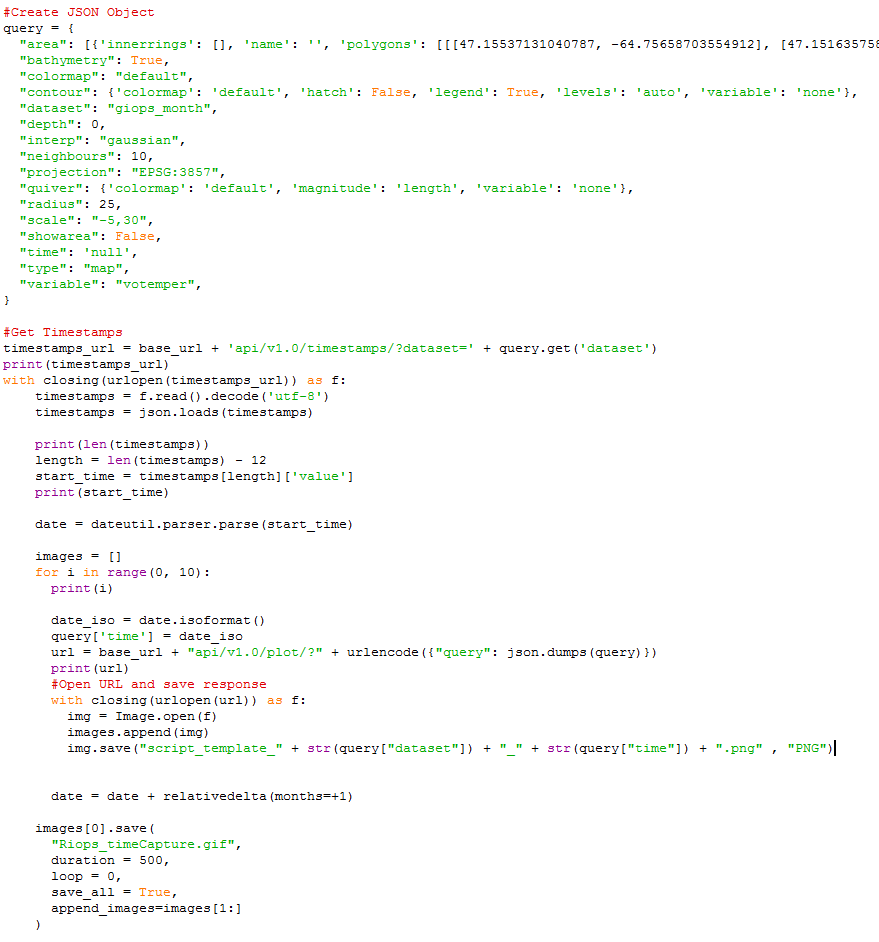 #Create JSON Object
query = {
  "area": [{'innerrings': [], 'name': '', 'polygons': [[[47.15537131040787, -64.75658703554912], [47.151635758
  "bathymetry": True,
  "colormap": "default",
  "contour": {'colormap': 'default', 'hatch': False, 'legend': True, 'levels': 'auto', 'variable': 'none'},
  "dataset": "giops_month",
  "depth": 0,
  "interp": "gaussian",
  "neighbours": 10,
  "projection": "EPSG:3857",
  "quiver": {'colormap': 'default', 'magnitude': 'length', 'variable': 'none'},
  "radius": 25,
  "scale": "-5,30",
  "showarea": False,
  "time": 'null',
  "type": "map",
  "variable": "votemper",
}

#Get Timestamps
timestamps_url = base_url + 'api/v1.0/timestamps/?dataset=' + query.get('dataset')
print(timestamps_url)
with closing(urlopen(timestamps_url)) as f:
    timestamps = f.read().decode('utf-8')
    timestamps = json.loads(timestamps)

    print(len(timestamps))
    length = len(timestamps) - 12
    start_time = timestamps[length]['value']
    print(start_time)

    date = dateutil.parser.parse(start_time)

    images = []
    for i in range(0, 10):
      print(i)

      date_iso = date.isoformat()
      query['time'] = date_iso
      url = base_url + "api/v1.0/plot/?" + urlencode({"query": json.dumps(query)})
      print(url)
      #Open URL and save response
      with closing(urlopen(url)) as f:
        img = Image.open(f)
        images.append(img)
        img.save("script_template_" + str(query["dataset"]) + "_" + str(query["time"]) + ".png" , "PNG")


      date = date + relativedelta(months=+1)

    images[0].save(
      "Riops_timeCapture.gif",
      duration = 500,
      loop = 0,
      save_all = True,
      append_images=images[1:]
    )